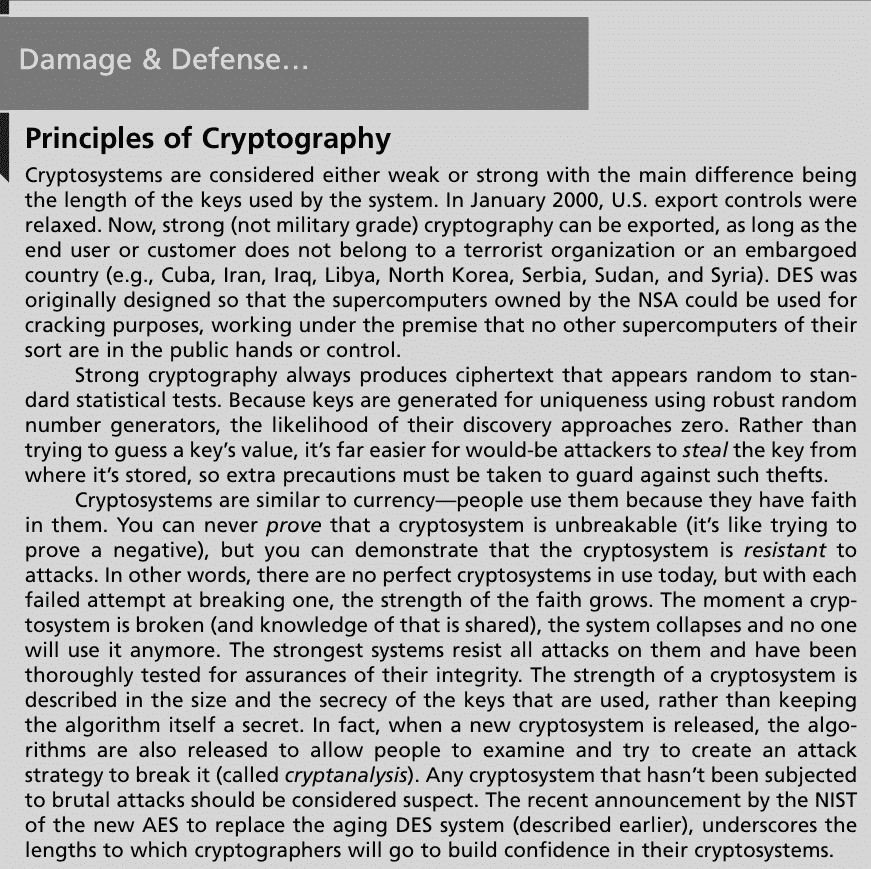 Damage & Defense…
Principles of Cryptography
Cryptosystems are considered either weak or strong with the main difference being
the length of the keys used by the system. In January 2000, U.S. export controls were
relaxed. Now, strong (not military grade) cryptography can be exported, as long as the
end user or customer does not belong to a terrorist organization or an embargoed
country (e.g., Cuba, Iran, Iraq, Libya, North Korea, Serbia, Sudan, and Syria). DES was
originally designed so that the supercomputers owned by the NSA could be used for
cracking purposes, working under the premise that no other supercomputers of their
sort are in the public hands or control.
Strong cryptography always produces ciphertext that appears random to stan-
dard statistical tests. Because keys are generated for uniqueness using robust random
number generators, the likelihood of their discovery approaches zero. Rather than
trying to guess a key's value, it's far easier for would-be attackers to steal the key from
where it's stored, so extra precautions must be taken to guard against such thefts.
Cryptosystems are similar to currency—people use them because they have faith
in them. You can never prove that a cryptosystem is unbreakable (it's like trying to
prove a negative), but you can demonstrate that the cryptosystem is resistant to
attacks. In other words, there are no perfect cryptosystems in use today, but with each
failed attempt at breaking one, the strength of the faith grows. The moment a cryp-
tosystem is broken (and knowledge of that is shared), the system collapses and no one
will use it anymore. The strongest systems resist all attacks on them and have been
thoroughly tested for assurances of their integrity. The strength of a cryptosystem is
described in the size and the secrecy of the keys that are used, rather than keeping
the algorithm itself a secret. In fact, when a new cryptosystem is released, the algo-
rithms are also released to allow people to examine and try to create an attack
strategy to break it (called cryptanalysis). Any cryptosystem that hasn't been subjected
to brutal attacks should be considered suspect. The recent announcement by the NIST
of the new AES to replace the aging DES system (described earlier), underscores the
lengths to which cryptographers will go to build confidence in their cryptosystems.